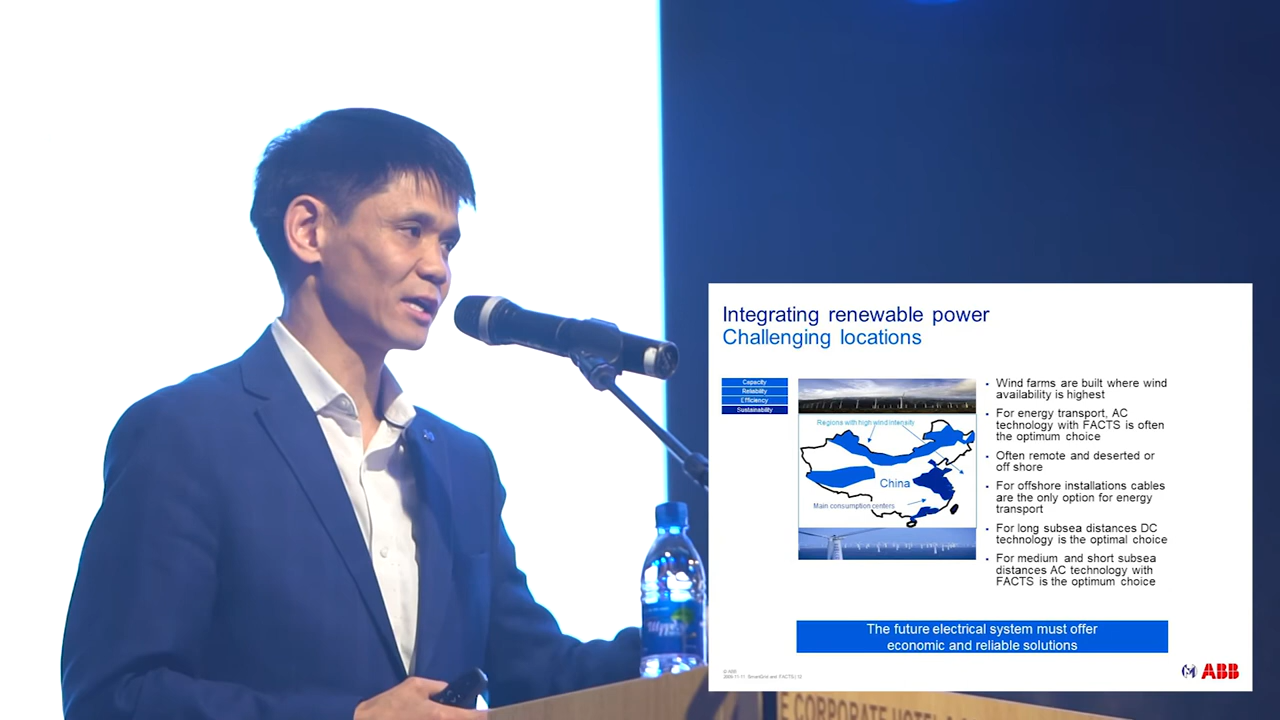 Integrating renewable power
Challenging locations
Capacity
Reliability
Efficiency
Sustainability
Regions with high wind intensity
China
Main consumption centers
Wind farms are built where wind
availability is highest
For energy transport, AC
technology with FACTS is often
the optimum choice
Often remote and deserted or
off shore
For offshore installations cables
are the only option for energy
transport
For long subsea distances DC
technology is the optimal choice
For medium and short subsea
distances AC technology with
FACTS is the optimum choice
The future electrical system must offer
economic and reliable solutions
ABB
E CORPORATE HOTEL &